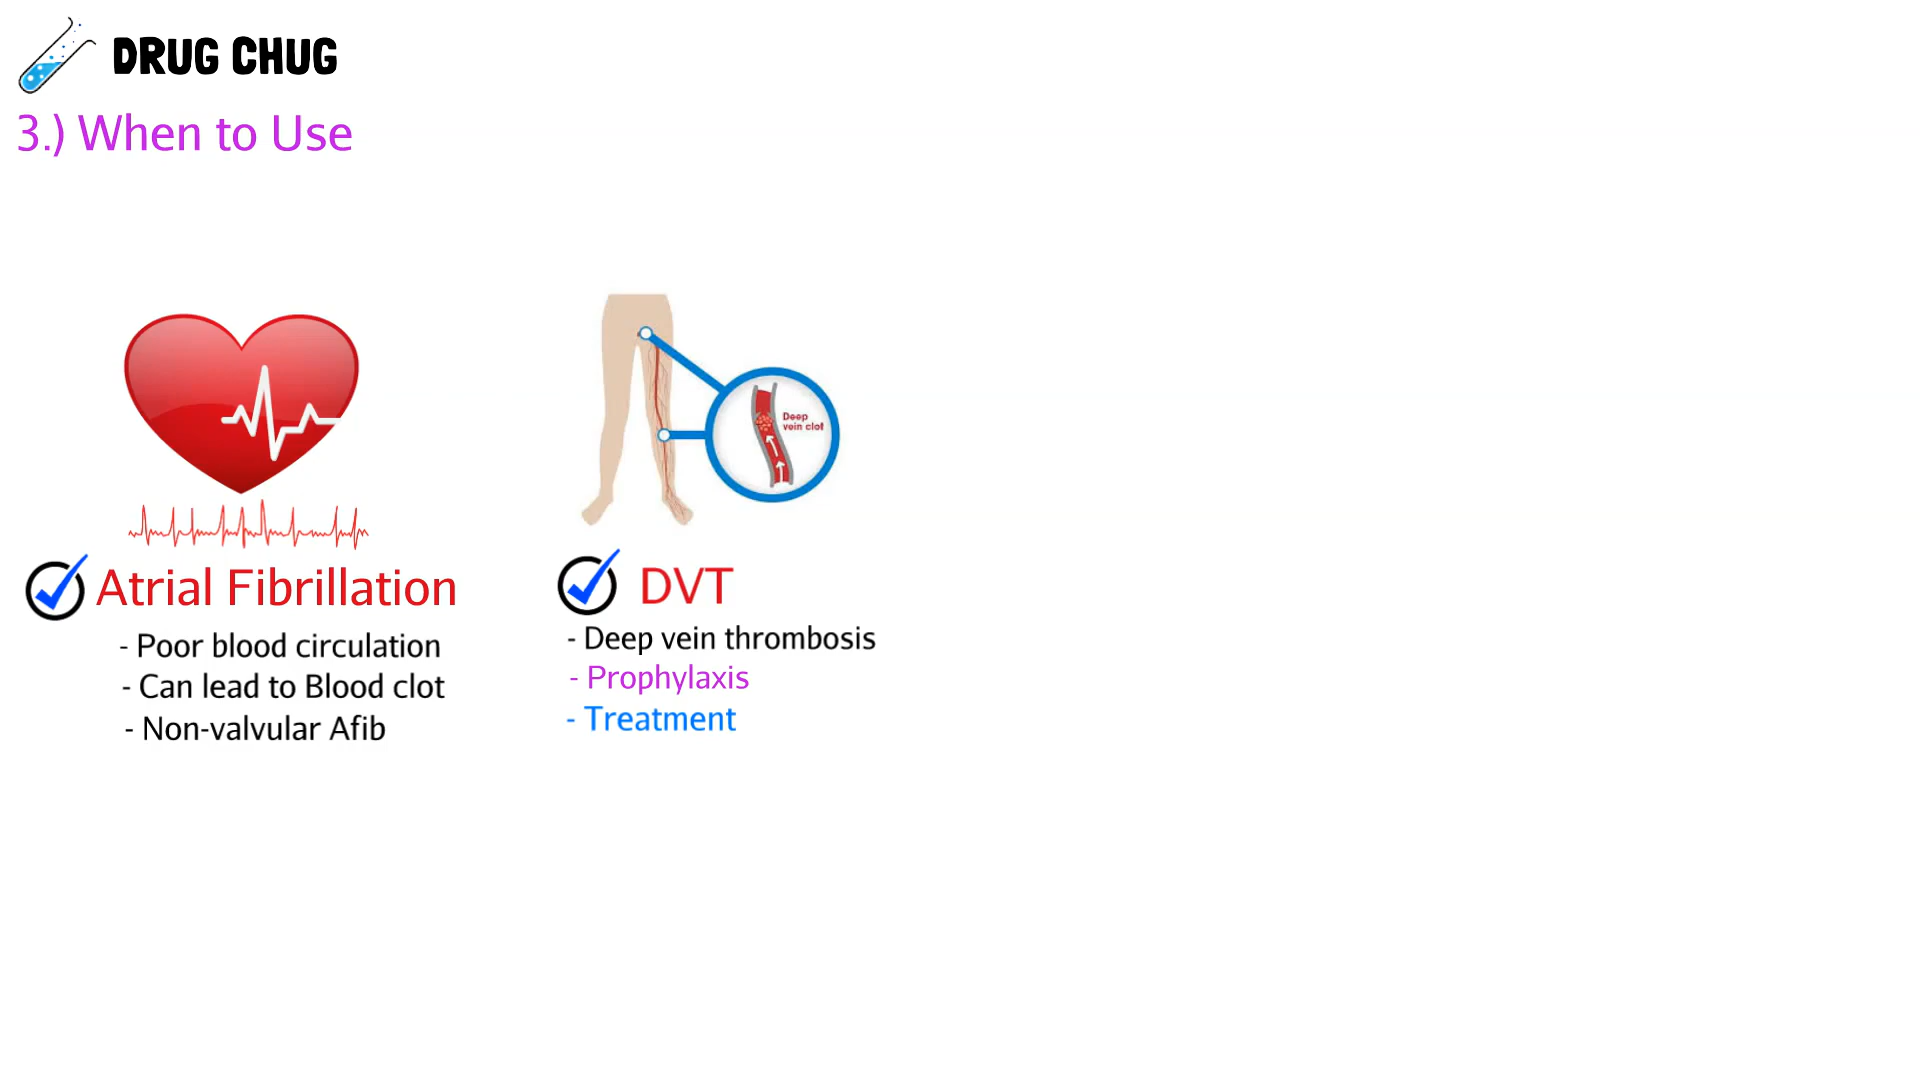 DRUG CHUG
3.) When to Use
Deep
vein clot
Atrial Fibrillation
- Poor blood circulation
- Can lead to Blood clot
- Non-valvular Afib
DVT
- Deep vein thrombosis
- Prophylaxis
- Treatment